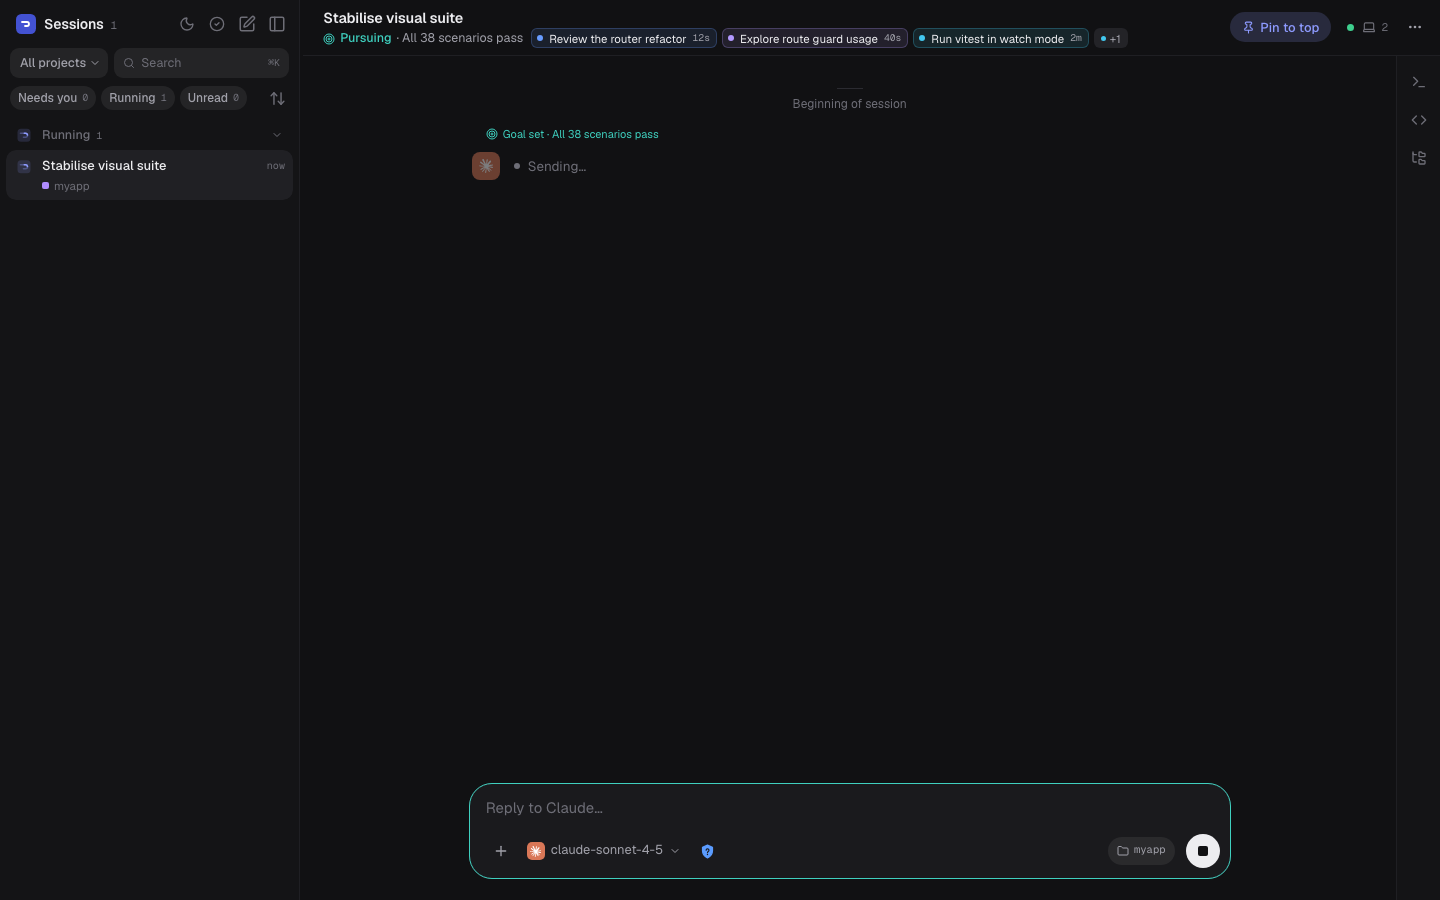 Sessions 1
All projects
Search ⌘K
Needs you 0
Running 1
Unread 0
Running 1
Stabilise visual suite now
myapp
Stabilise visual suite
Pursuing · All 38 scenarios pass
Review the router refactor 12s
Explore route guard usage 40s
Run vitest in watch mode 2m
+1
Pin to top
2
Beginning of session
Goal set · All 38 scenarios pass
Sending…
Reply to Claude…
claude-sonnet-4-5
myapp